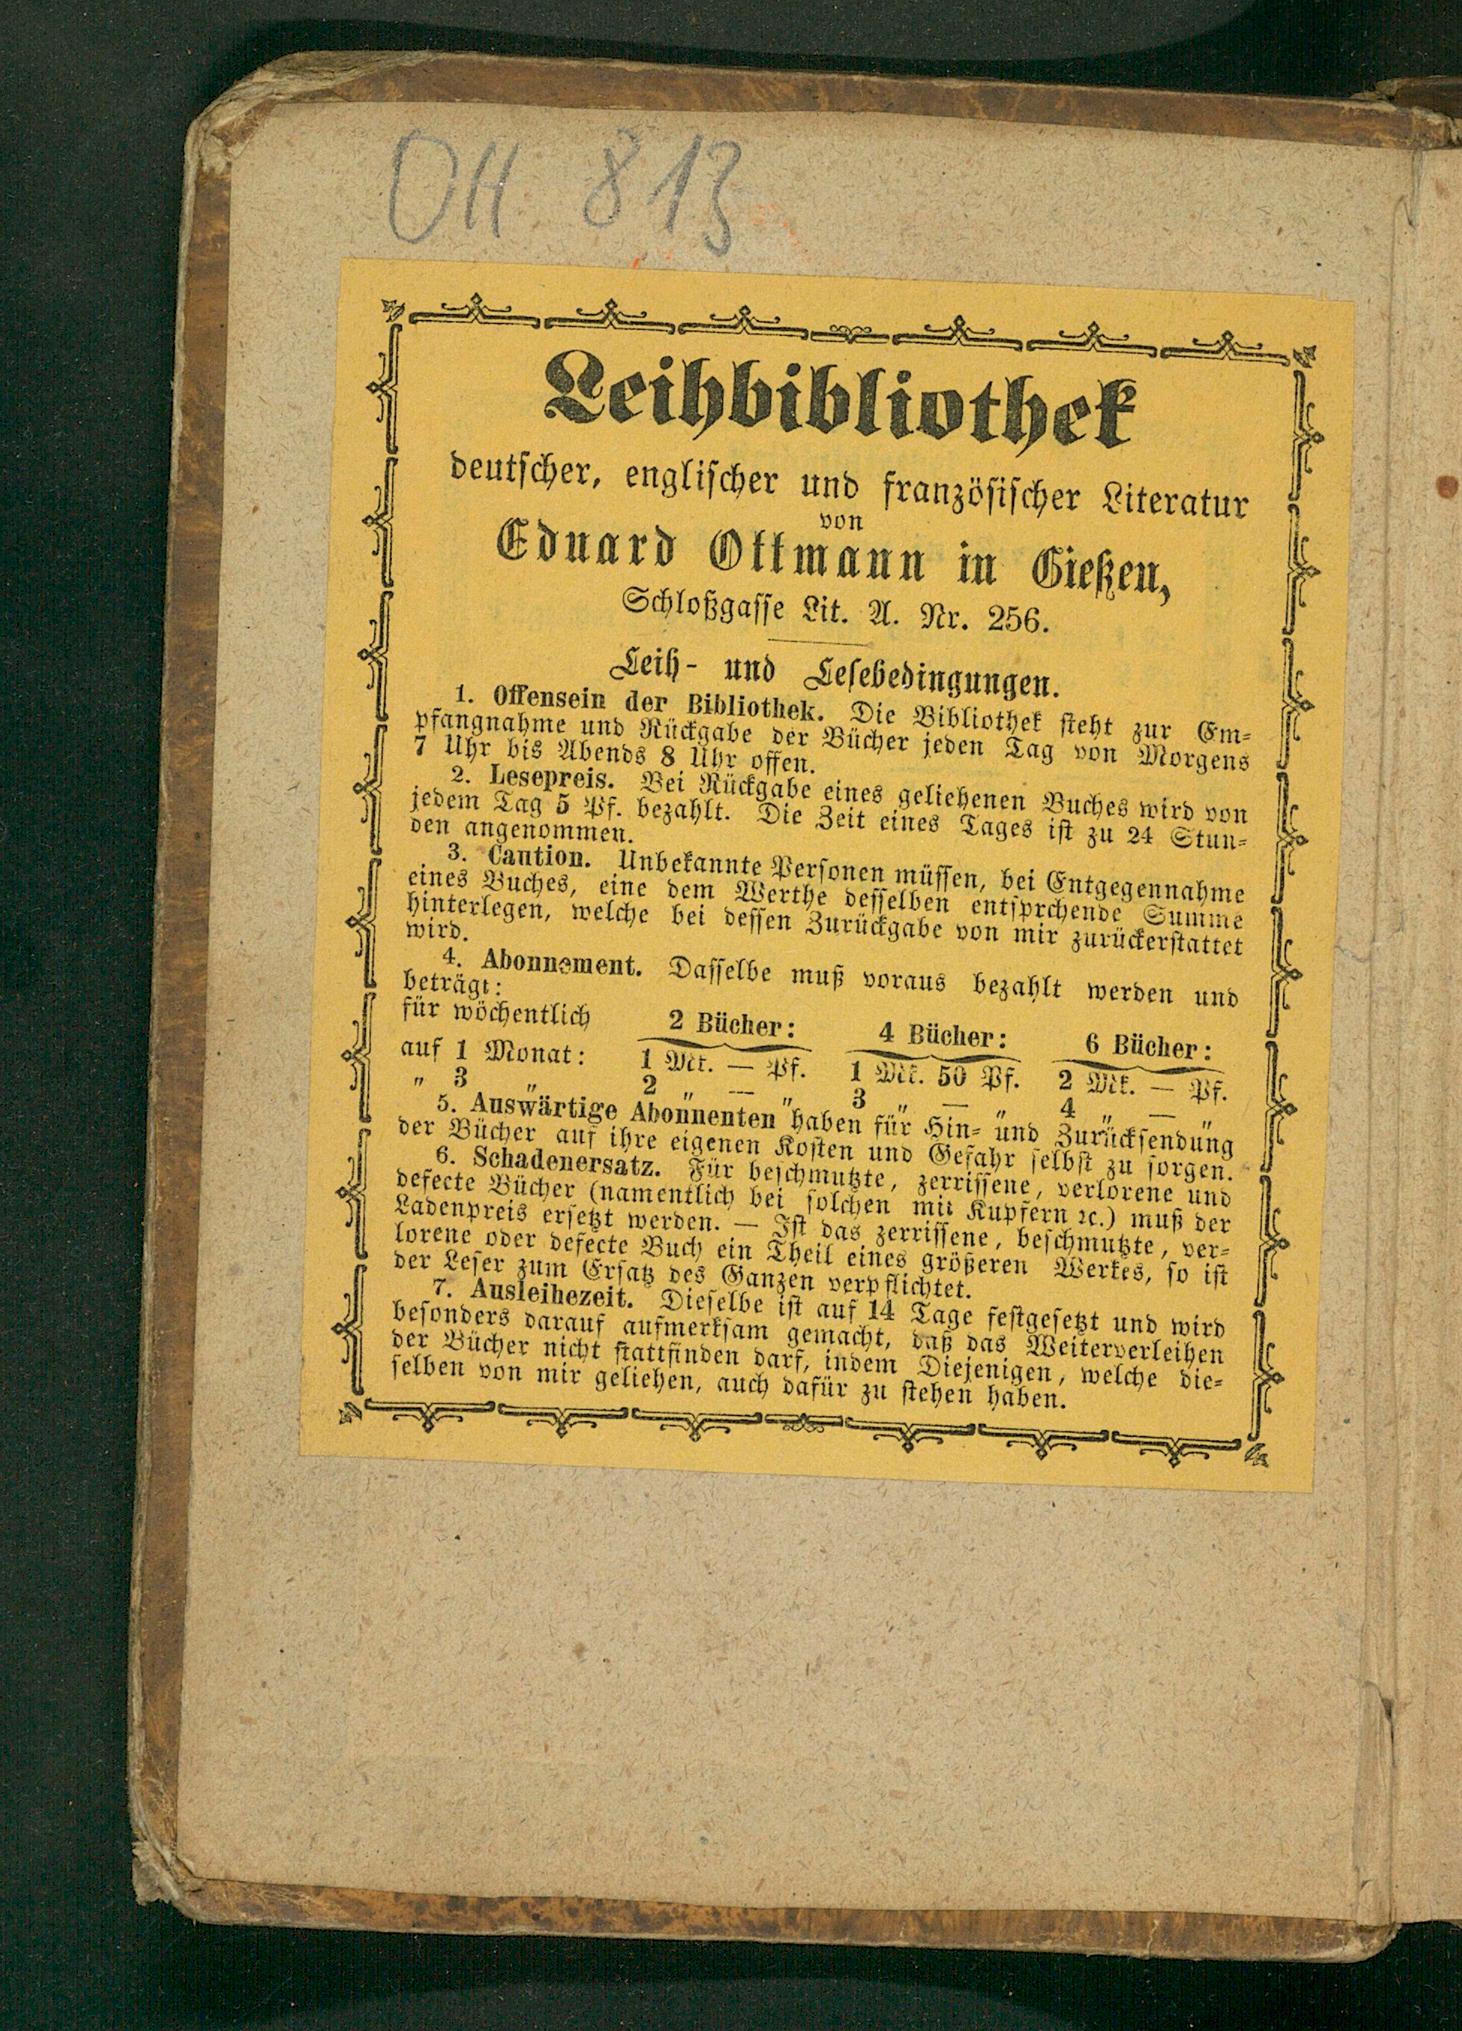 OH 813
Leihbibliothek
deutscher, englischer und französischer Literatur
von
Eduard Ottmann in Gießen,
Schloßgasse Lit. A. Nr. 256.
Leih- und Lesebedingungen.
1. Offensein der Bibliothek. Die Bibliothek steht zur Em-
pfangnahme und Rückgabe der Bücher jeden Tag von Morgens
7 Uhr bis Abends 8 Uhr offen.
2. Lesepreis. Bei Rückgabe eines geliehenen Buches wird von
jedem Tag 5 Pf. bezahlt. Die Zeit eines Tages ist zu 24 Stun-
den angenommen.
3. Caution. Unbekannte Personen müssen, bei Entgegennahme
eines Buches, eine dem Werthe desselben entsprchende Summe
hinterlegen, welche bei dessen Zurückgabe von mir zurückerstattet
wird.
4. Abonnement. Dasselbe muß voraus bezahlt werden und
beträgt:
für wöchentlich 2 Bücher: 4 Bücher: 6 Bücher:
auf 1 Monat: 1 Mk. — Pf. 1 Mk. 50 Pf. 2 Mk. — Pf.
" 3 " 2 " — " 3 " — " 4 " — "
5. Auswärtige Abonnenten haben für Hin- und Zurücksendung
der Bücher auf ihre eigenen Kosten und Gefahr selbst zu sorgen.
6. Schadenersatz. Für beschmutzte, zerrissene, verlorene und
defecte Bücher (namentlich bei solchen mit Kupfern ꝛc.) muß der
Ladenpreis ersetzt werden. — Ist das zerrissene, beschmutzte, ver-
lorene oder defecte Buch ein Theil eines größeren Werkes, so ist
der Leser zum Ersatz des Ganzen verpflichtet.
7. Ausleihezeit. Dieselbe ist auf 14 Tage festgesetzt und wird
besonders darauf aufmerksam gemacht, daß das Weiterverleihen
der Bücher nicht stattfinden darf, indem Diejenigen, welche die-
selben von mir geliehen, auch dafür zu stehen haben.